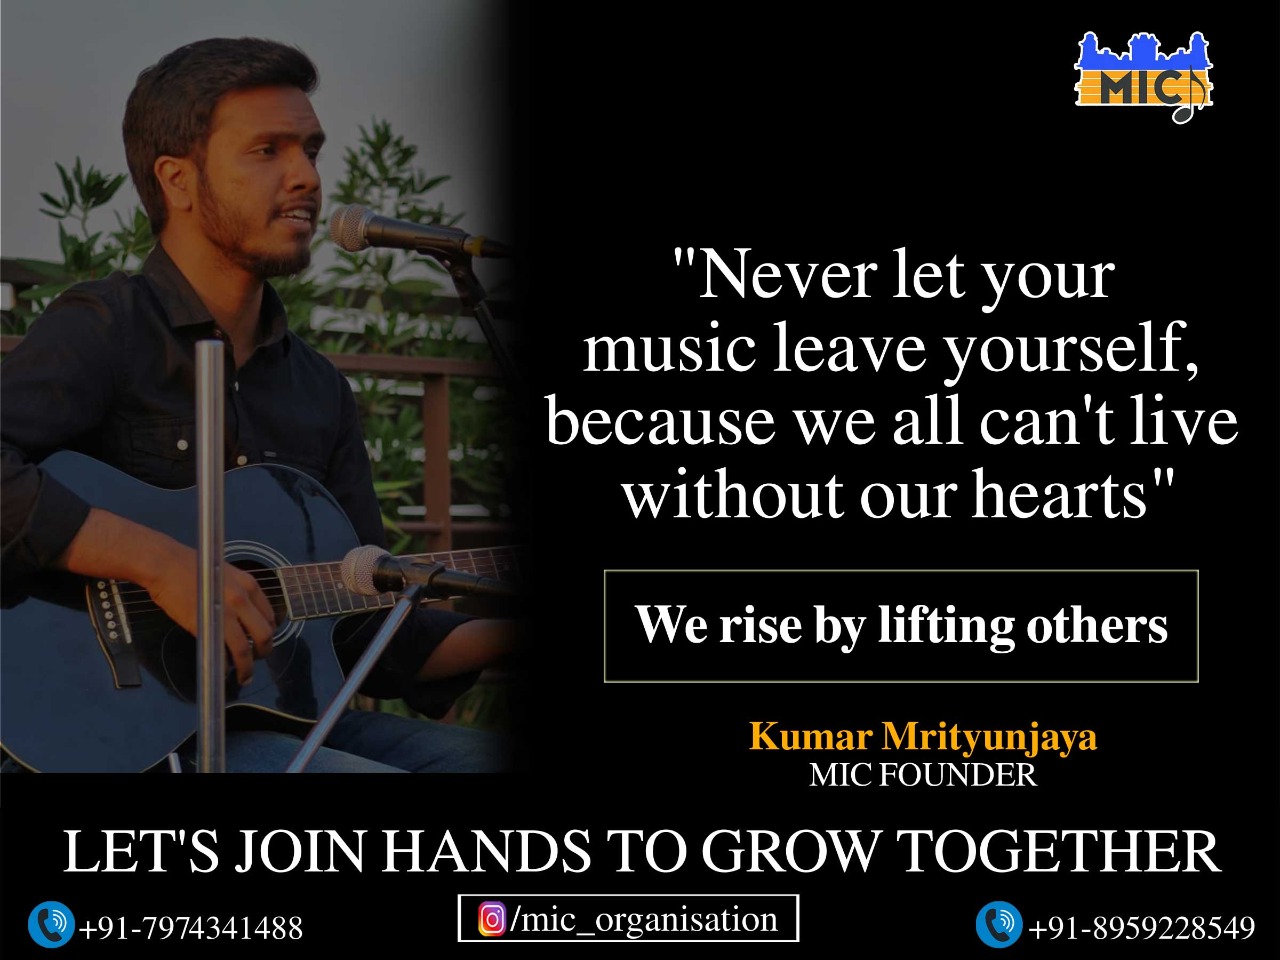 MIC
"Never let your
music leave yourself,
because we all can't live
without our hearts"
We rise by lifting others
Kumar Mrityunjaya
MIC FOUNDER
LET'S JOIN HANDS TO GROW TOGETHER
+91-7974341488
/mic_organisation
+91-8959228549